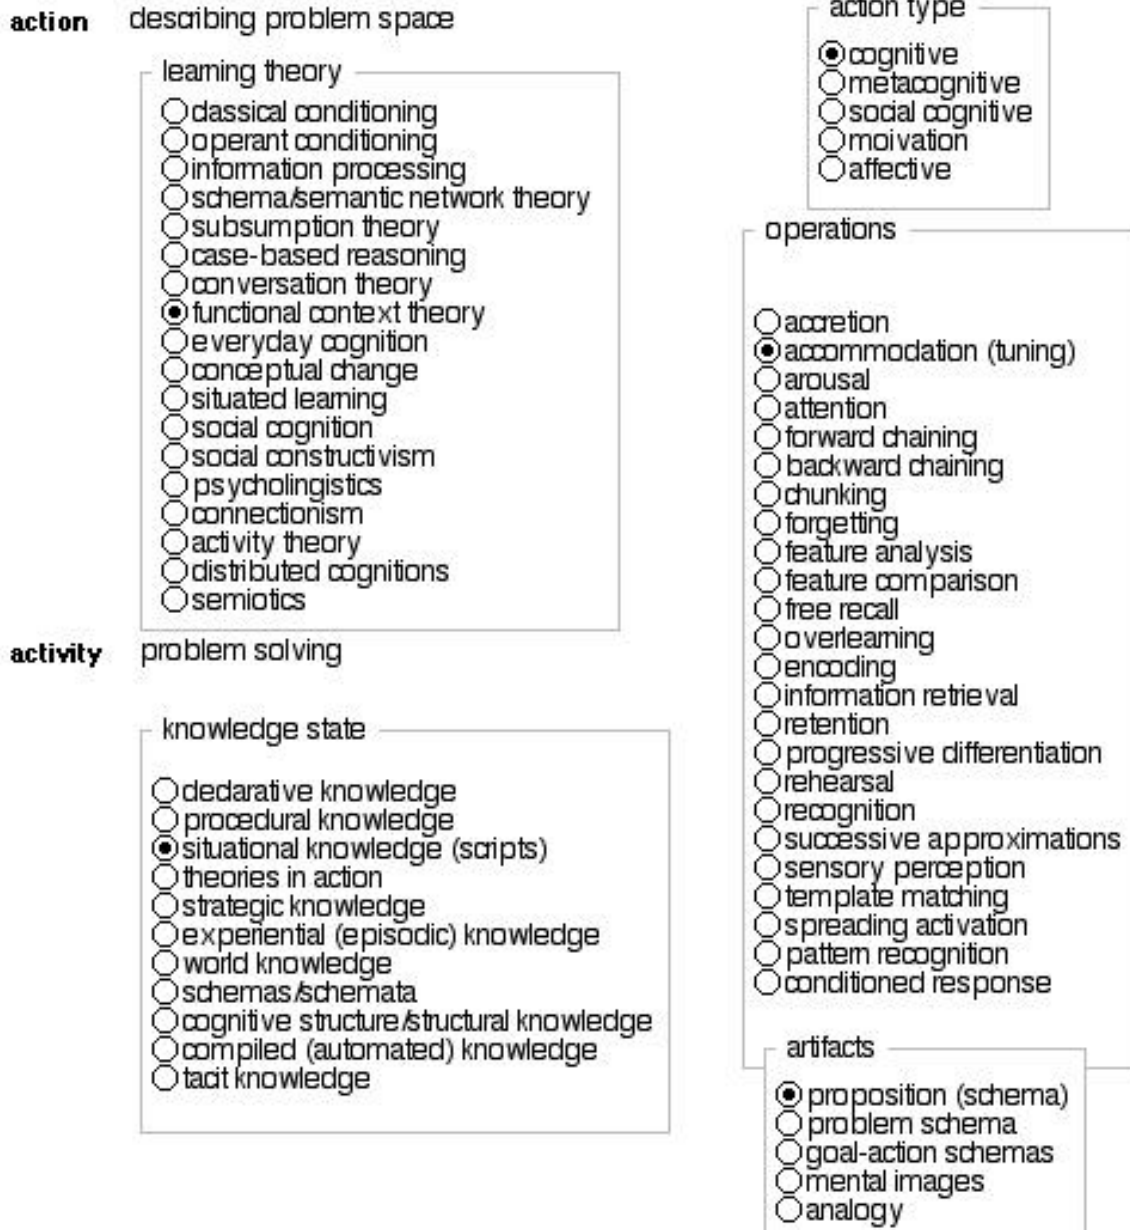 action describing problem space
learning theory
classical conditioning
operant conditioning
information processing
schema/semantic network theory
subsumption theory
case-based reasoning
conversation theory
functional context theory
everyday cognition
conceptual change
situated learning
social cognition
social constructivism
psycholingistics
connectionism
activity theory
distributed cognitions
semiotics
activity problem solving
knowledge state
declarative knowledge
procedural knowledge
situational knowledge (scripts)
theories in action
strategic knowledge
experiential (episodic) knowledge
world knowledge
schemas/schemata
cognitive structure/structural knowledge
compiled (automated) knowledge
tacit knowledge
action type
cognitive
metacognitive
social cognitive
moivation
affective
operations
accretion
accommodation (tuning)
arousal
attention
forward chaining
backward chaining
chunking
forgetting
feature analysis
feature comparison
free recall
overlearning
encoding
information retrieval
retention
progressive differentiation
rehearsal
recognition
successive approximations
sensory perception
template matching
spreading activation
pattern recognition
conditioned response
artifacts
proposition (schema)
problem schema
goal-action schemas
mental images
analogy